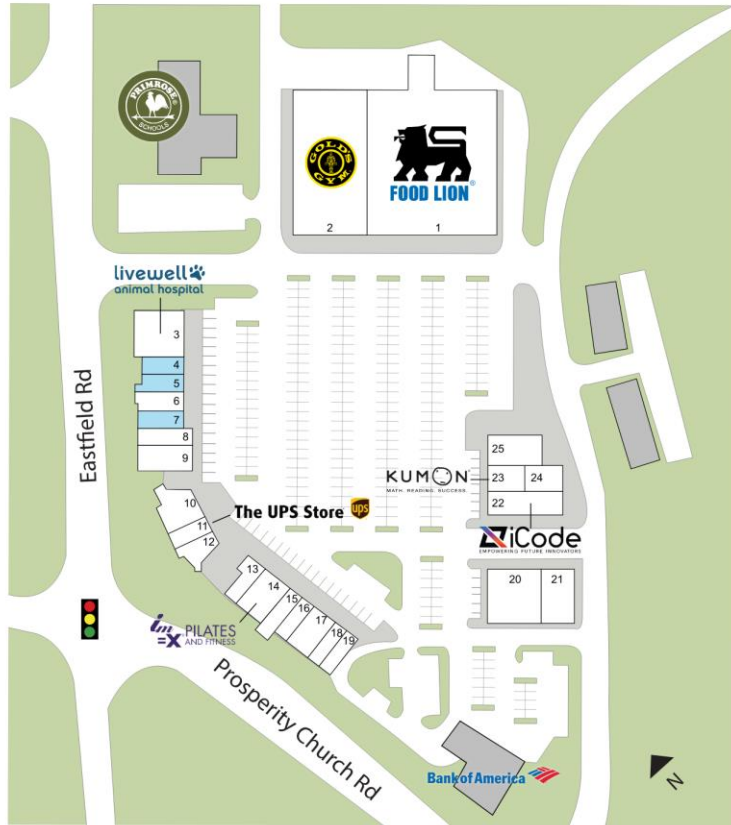 PRIMROSE®
SCHOOLS
GOLD'S
GYM
FOOD LION®
2
1
livewell
animal hospital
3
4
5
6
7
8
9
Eastfield Rd
25
KUMON
MATH. READING. SUCCESS.
23
24
22
10
The UPS Store
ups
11
12
iCode
EMPOWERING FUTURE INNOVATORS
13
14
15
16
17
18
19
20
21
im
=x
PILATES
AND FITNESS
Prosperity Church Rd
Bank of America
N